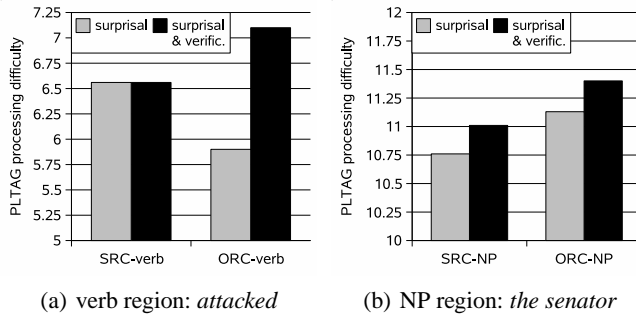 PLTAG processing difficulty
7.25
7
6.75
6.5
6.25
6
5.75
5.5
5.25
5
surprisal
surprisal
& verific.
SRC-verb
ORC-verb
(a) verb region: attacked
PLTAG processing difficulty
12
11.75
11.5
11.25
11
10.75
10.5
10.25
10
surprisal
surprisal
& verific.
SRC-NP
ORC-NP
(b) NP region: the senator